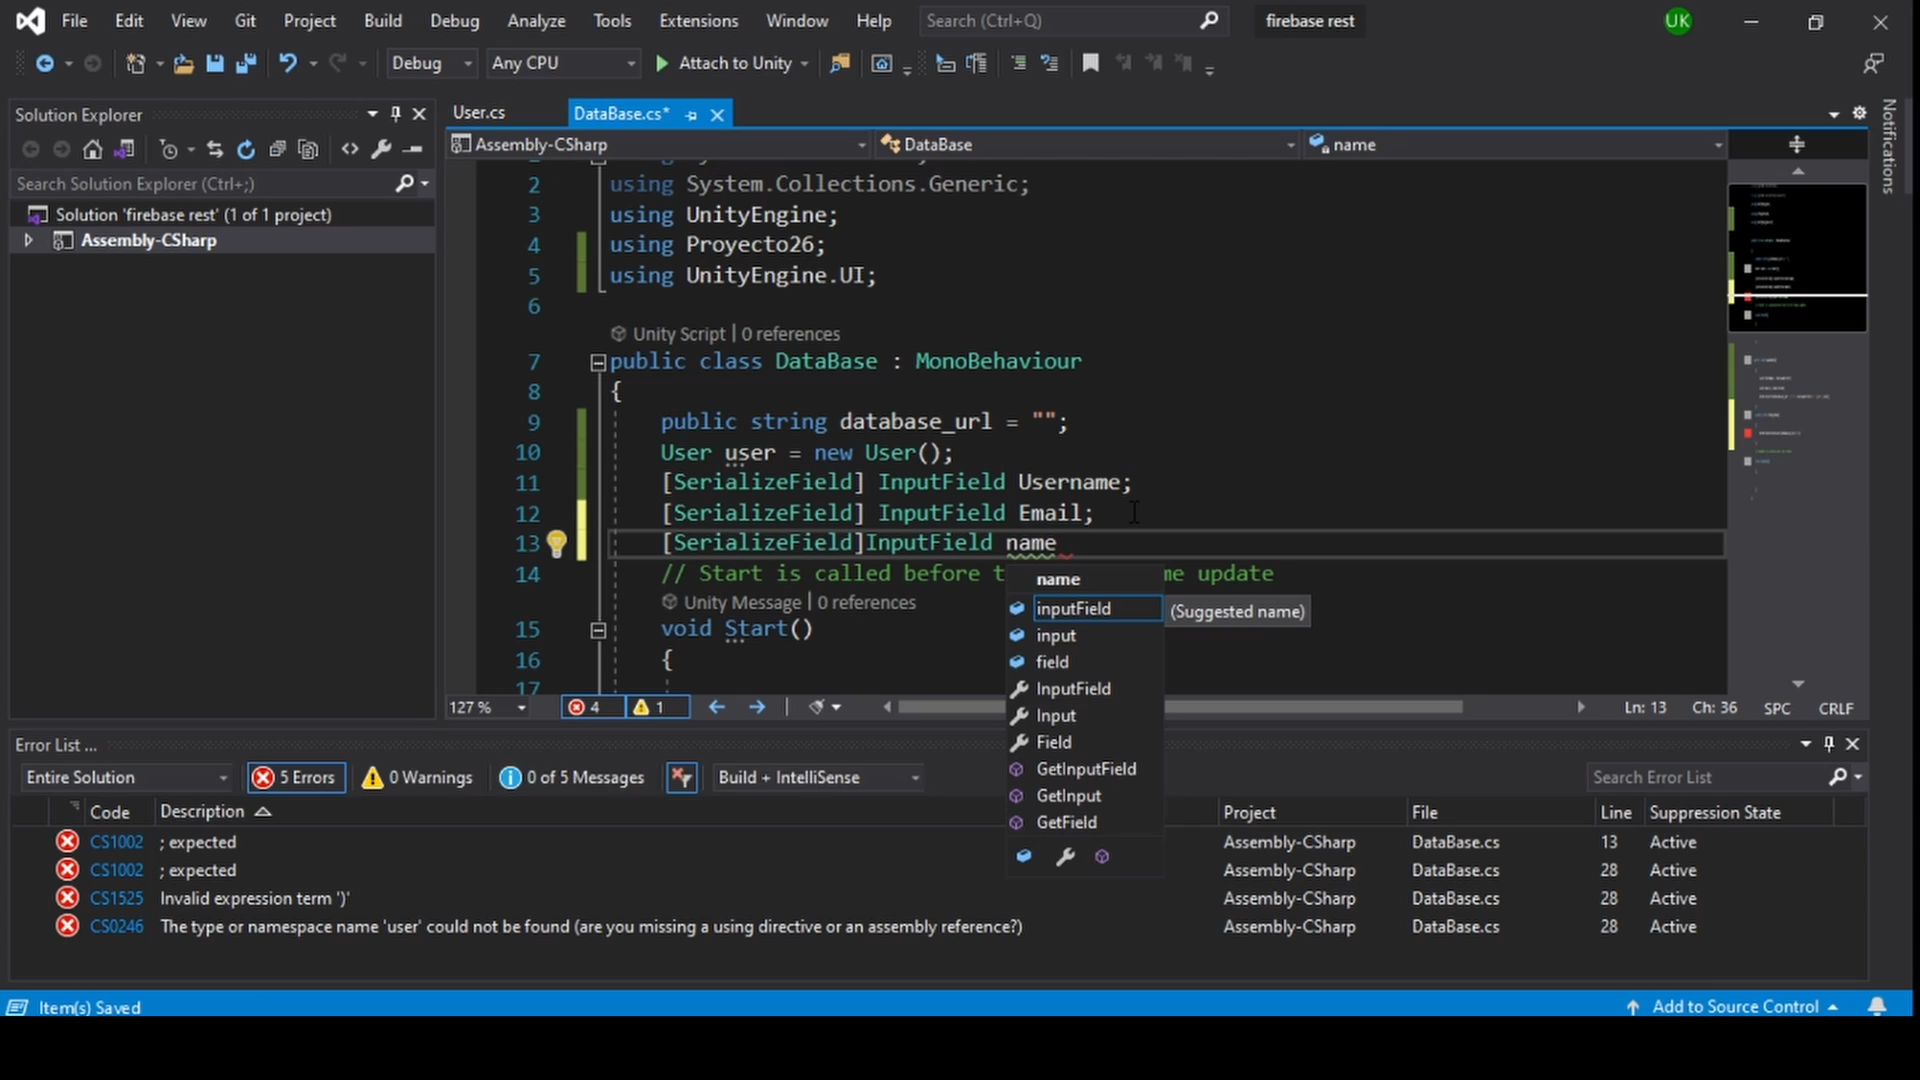 File Edit View Git Project Build Debug Analyze Tools Extensions Window Help Search (Ctrl+Q) firebase rest UK
Debug Any CPU Attach to Unity
Solution Explorer
Search Solution Explorer (Ctrl+;)
Solution 'firebase rest' (1 of 1 project)
Assembly-CSharp
User.cs DataBase.cs*
Assembly-CSharp DataBase name
Notifications
2 using System.Collections.Generic;
3 using UnityEngine;
4 using Proyecto26;
5 using UnityEngine.UI;
6
Unity Script | 0 references
7 public class DataBase : MonoBehaviour
8 {
9 public string database_url = "";
10 User user = new User();
11 [SerializeField] InputField Username;
12 [SerializeField] InputField Email;
13 [SerializeField]InputField name
14 // Start is called before t me update
Unity Message | 0 references
15 void Start()
16 {
17
name
inputField (Suggested name)
input
field
InputField
Input
Field
GetInputField
GetInput
GetField
127 % 4 1 Ln: 13 Ch: 36 SPC CRLF
Error List ...
Entire Solution 5 Errors 0 Warnings 0 of 5 Messages Build + IntelliSense Search Error List
Code Description Project File Line Suppression State
CS1002 ; expected Assembly-CSharp DataBase.cs 13 Active
CS1002 ; expected Assembly-CSharp DataBase.cs 28 Active
CS1525 Invalid expression term ')' Assembly-CSharp DataBase.cs 28 Active
CS0246 The type or namespace name 'user' could not be found (are you missing a using directive or an assembly reference?) Assembly-CSharp DataBase.cs 28 Active
Item(s) Saved Add to Source Control